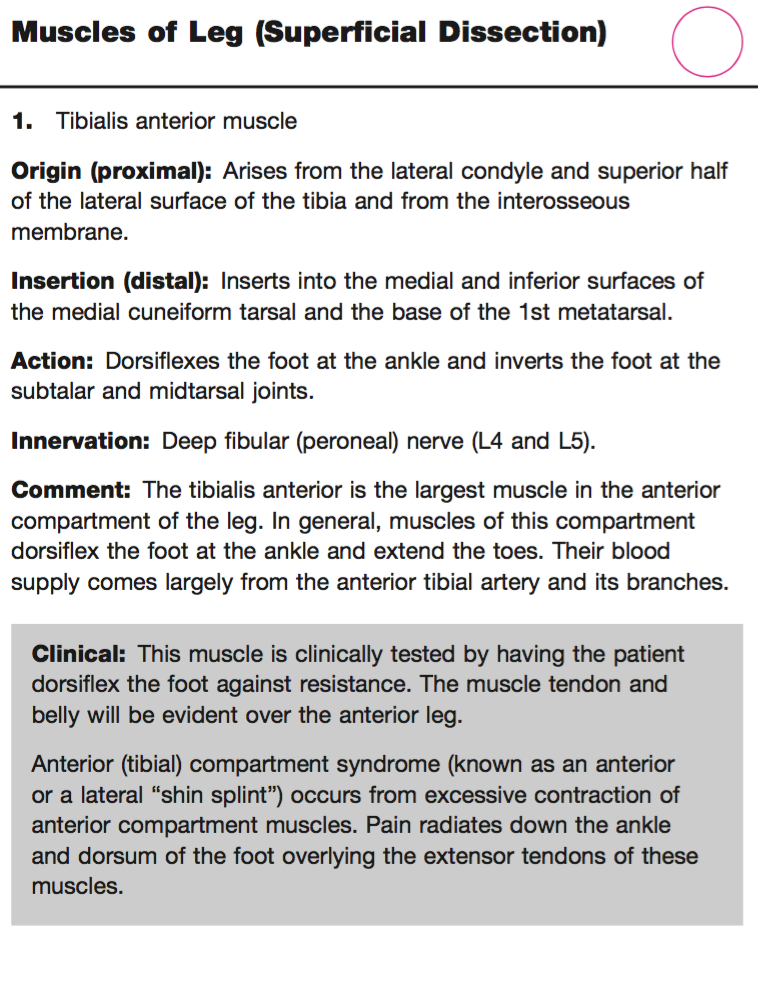 Muscles of Leg (Superficial Dissection)
1. Tibialis anterior muscle
Origin (proximal): Arises from the lateral condyle and superior half
of the lateral surface of the tibia and from the interosseous
membrane.
Insertion (distal): Inserts into the medial and inferior surfaces of
the medial cuneiform tarsal and the base of the 1st metatarsal.
Action: Dorsiflexes the foot at the ankle and inverts the foot at the
subtalar and midtarsal joints.
Innervation: Deep fibular (peroneal) nerve (L4 and L5).
Comment: The tibialis anterior is the largest muscle in the anterior
compartment of the leg. In general, muscles of this compartment
dorsiflex the foot at the ankle and extend the toes. Their blood
supply comes largely from the anterior tibial artery and its branches.
Clinical: This muscle is clinically tested by having the patient
dorsiflex the foot against resistance. The muscle tendon and
belly will be evident over the anterior leg.
Anterior (tibial) compartment syndrome (known as an anterior
or a lateral “shin splint”) occurs from excessive contraction of
anterior compartment muscles. Pain radiates down the ankle
and dorsum of the foot overlying the extensor tendons of these
muscles.